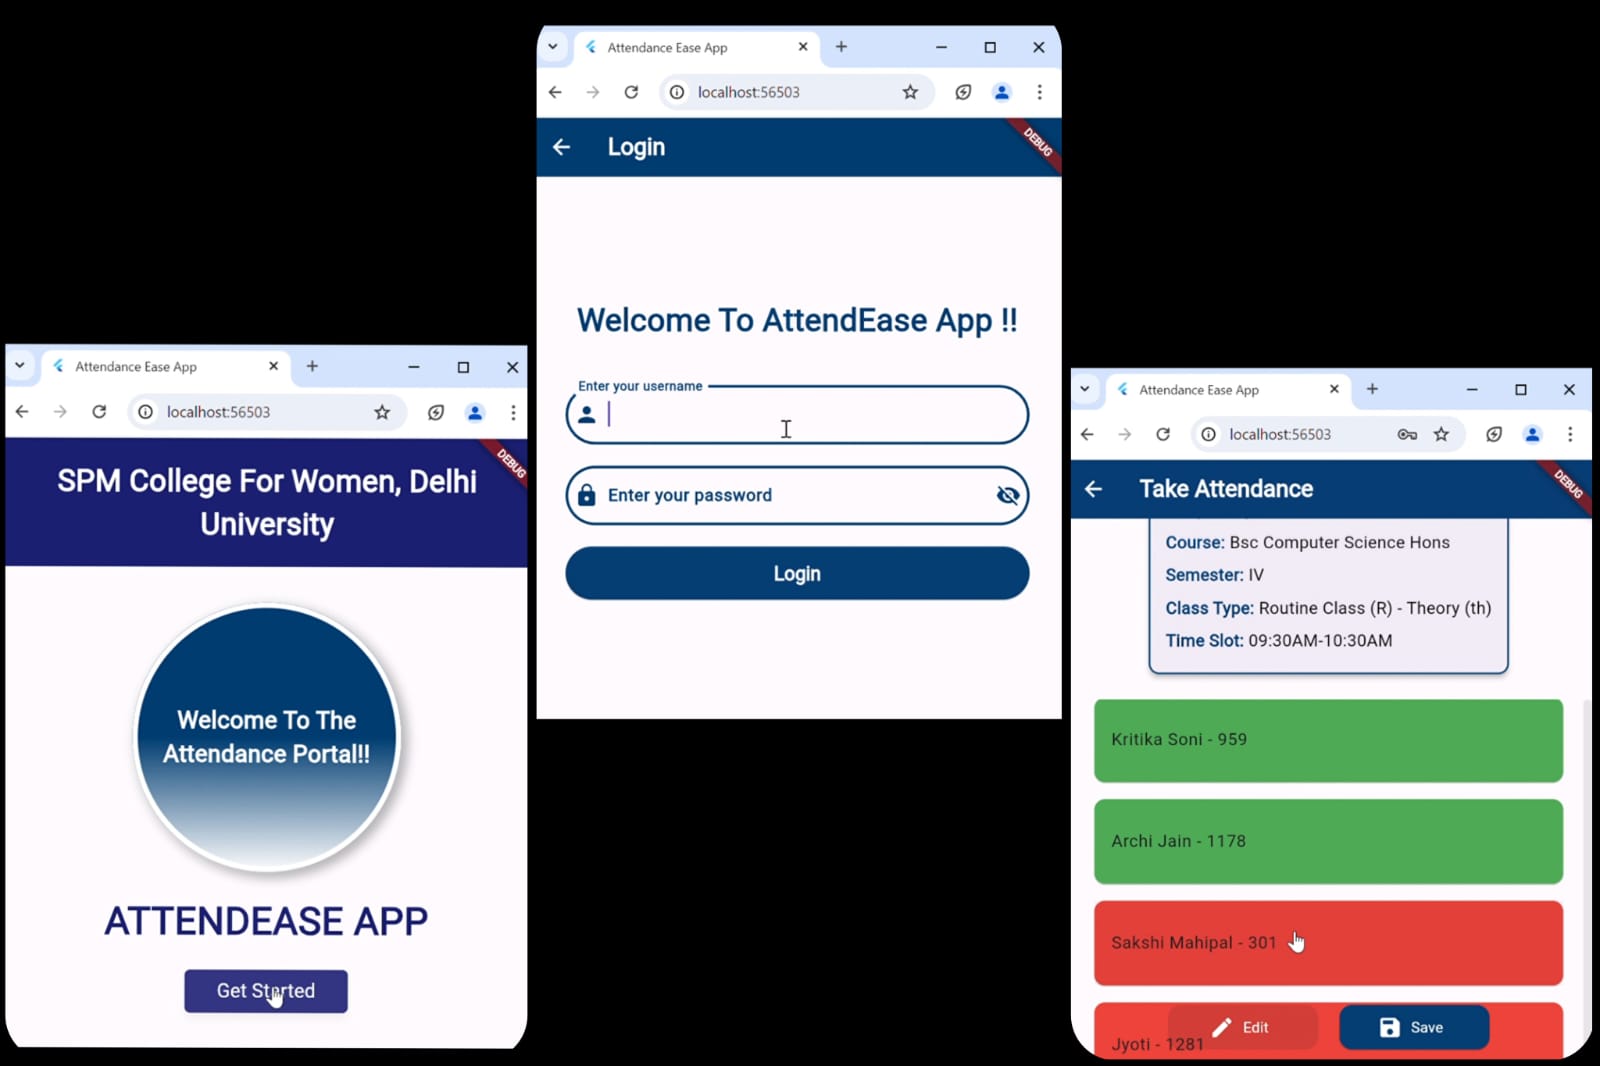 Attendance Ease App
localhost:56503
DEBUG
SPM College For Women, Delhi
University
Welcome To The
Attendance Portal!!
ATTENDEASE APP
Get Started
Attendance Ease App
localhost:56503
Login
DEBUG
Welcome To AttendEase App !!
Enter your username
Enter your password
Login
Attendance Ease App
localhost:56503
Take Attendance
DEBUG
Course: Bsc Computer Science Hons
Semester: IV
Class Type: Routine Class (R) - Theory (th)
Time Slot: 09:30AM-10:30AM
Kritika Soni - 959
Archi Jain - 1178
Sakshi Mahipal - 301
Jyoti - 1281
Edit
Save